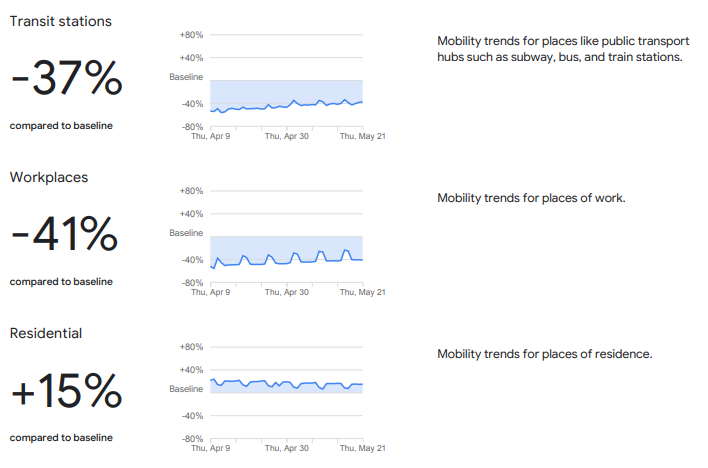 Transit stations
-37%
compared to baseline
+80%
+40%
Baseline
-40%
-80%
Thu, Apr 9
Thu, Apr 30
Thu, May 21
Mobility trends for places like public transport
hubs such as subway, bus, and train stations.
Workplaces
-41%
compared to baseline
+80%
+40%
Baseline
-40%
-80%
Thu, Apr 9
Thu, Apr 30
Thu, May 21
Mobility trends for places of work.
Residential
+15%
compared to baseline
+80%
+40%
Baseline
-40%
-80%
Thu, Apr 9
Thu, Apr 30
Thu, May 21
Mobility trends for places of residence.